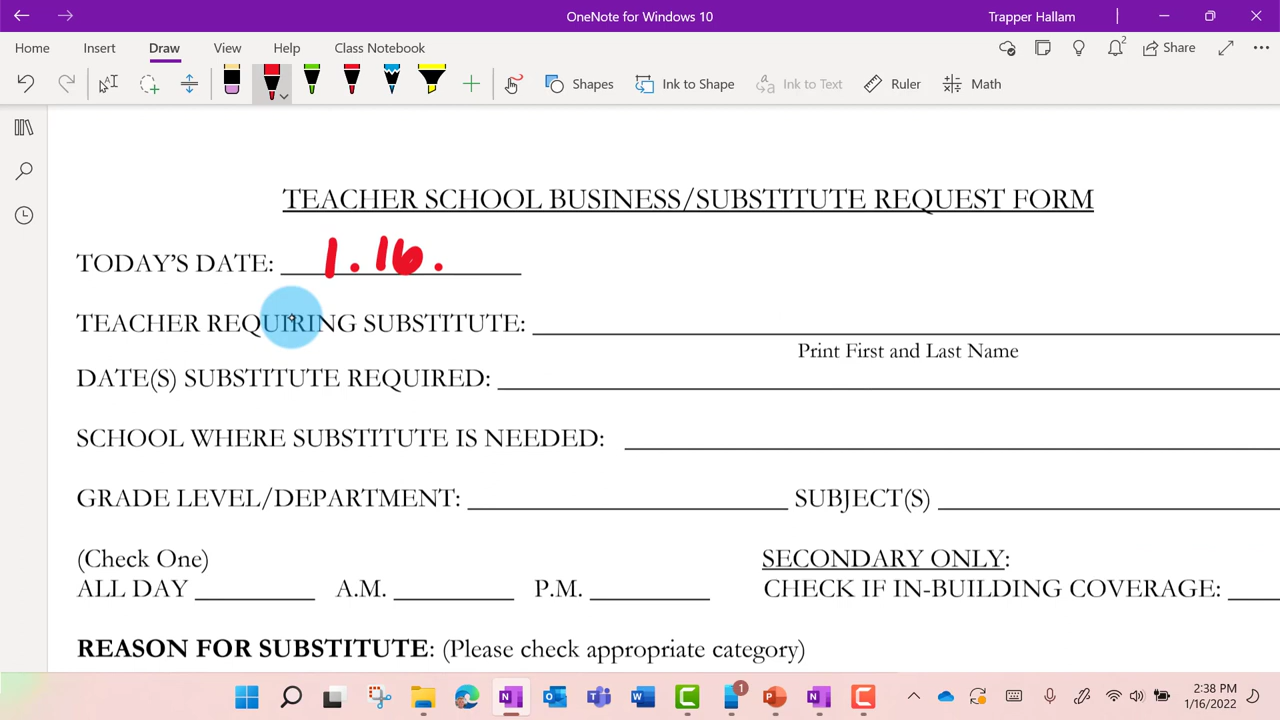 OneNote for Windows 10
Trapper Hallam
Home Insert Draw View Help Class Notebook
2
Share
Shapes Ink to Shape Ink to Text Ruler Math
TEACHER SCHOOL BUSINESS/SUBSTITUTE REQUEST FORM
TODAY'S DATE: 1.16.
TEACHER REQUIRING SUBSTITUTE:
Print First and Last Name
DATE(S) SUBSTITUTE REQUIRED:
SCHOOL WHERE SUBSTITUTE IS NEEDED:
GRADE LEVEL/DEPARTMENT: SUBJECT(S)
(Check One) SECONDARY ONLY:
ALL DAY A.M. P.M. CHECK IF IN-BUILDING COVERAGE:
REASON FOR SUBSTITUTE: (Please check appropriate category)
1
2:38 PM
1/16/2022